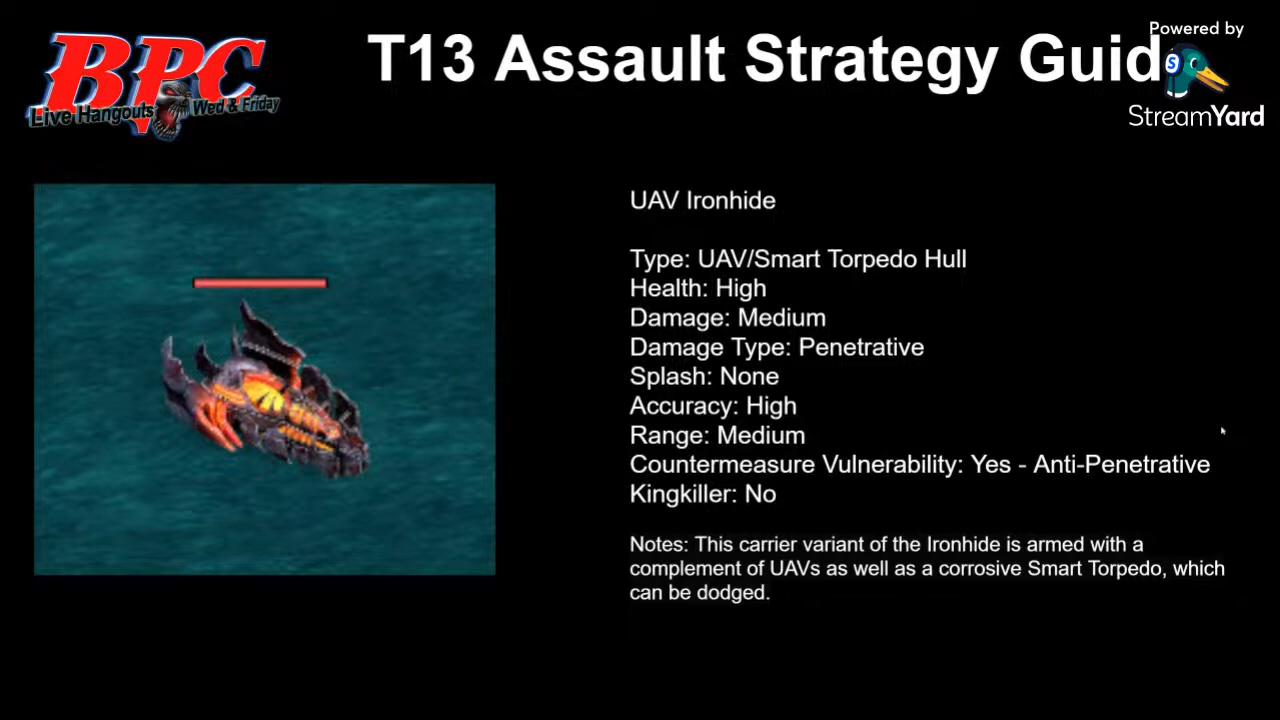 BPC
Live Hangouts Wed & Friday
T13 Assault Strategy Guid
Powered by
S
StreamYard
UAV Ironhide
Type: UAV/Smart Torpedo Hull
Health: High
Damage: Medium
Damage Type: Penetrative
Splash: None
Accuracy: High
Range: Medium
Countermeasure Vulnerability: Yes - Anti-Penetrative
Kingkiller: No
Notes: This carrier variant of the Ironhide is armed with a
complement of UAVs as well as a corrosive Smart Torpedo, which
can be dodged.